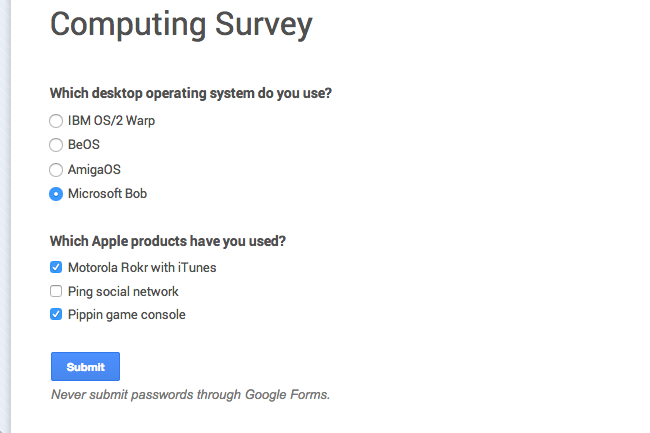 Computing Survey
Which desktop operating system do you use?
IBM OS/2 Warp
BeOS
AmigaOS
Microsoft Bob
Which Apple products have you used?
Motorola Rokr with iTunes
Ping social network
Pippin game console
Submit
Never submit passwords through Google Forms.